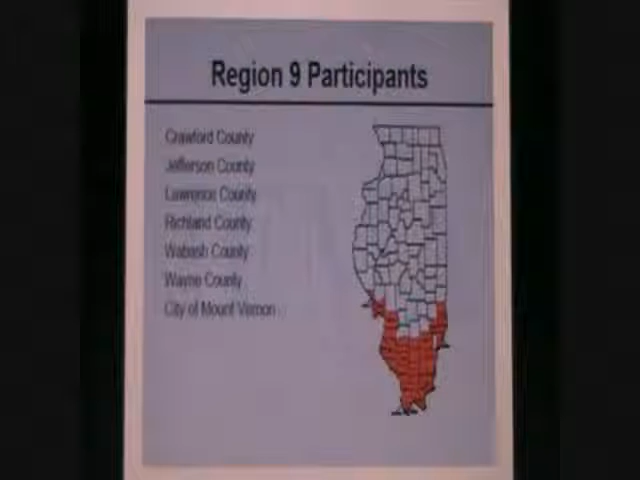 Region 9 Participants
Crawford County
Jefferson County
Lawrence County
Richland County
Wabash County
Wayne County
City of Mount Vernon